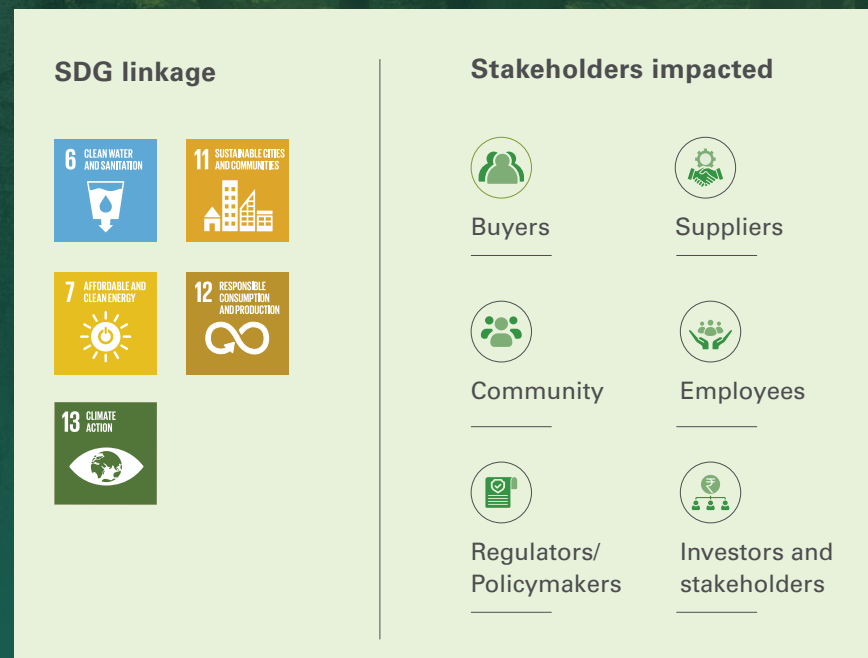 SDG linkage
6 CLEAN WATER
AND SANITATION
11 SUSTAINABLE CITIES
AND COMMUNITIES
7 AFFORDABLE AND
CLEAN ENERGY
12 RESPONSIBLE
CONSUMPTION
AND PRODUCTION
13 CLIMATE
ACTION
Stakeholders impacted
Buyers
Suppliers
Community
Employees
Regulators/
Policymakers
₹
Investors and
stakeholders